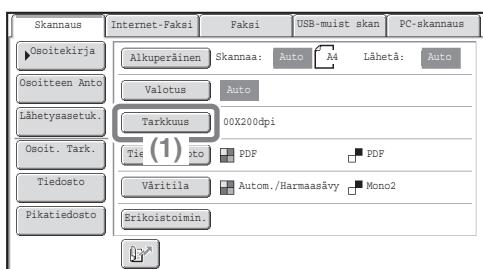 Skannaus Internet-Faksi Faksi USB-muist skan PC-skannaus
Osoitekirja
Alkuperäinen Skannaa: Auto A4 Lähetä: Auto
Osoitteen Anto
Valotus Auto
Lähetysasetuk.
Tarkkuus 00X200dpi
(1)
Osoit. Tark.
PDF PDF
Tiedosto
Väritila Autom./Harmaasävy Mono2
Pikatiedosto
Erikoistoimin.